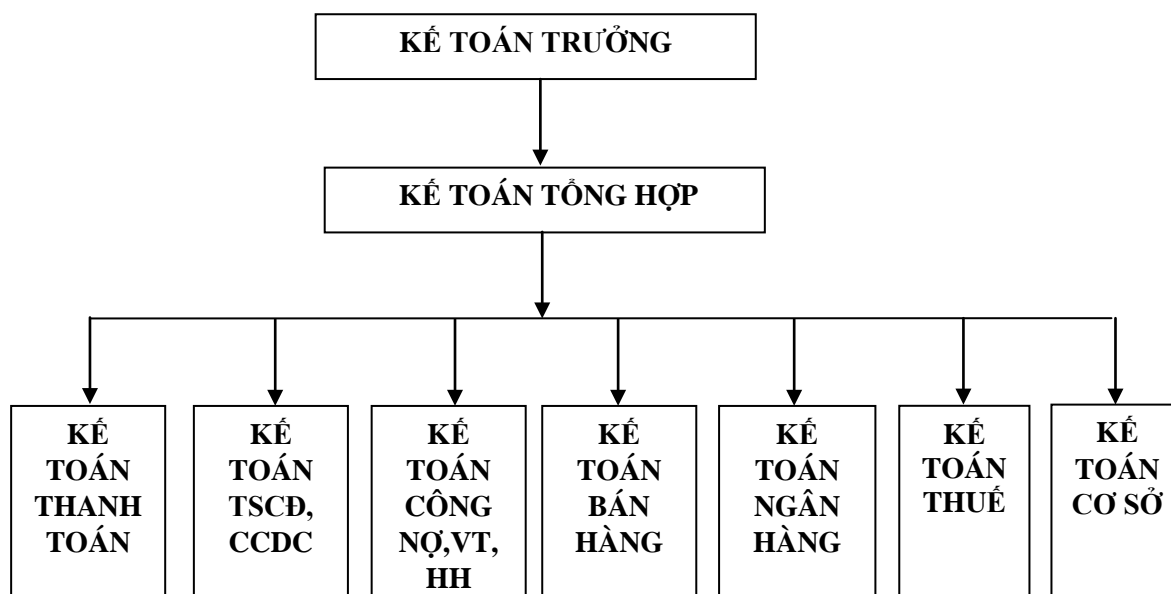 KẾ TOÁN TRƯỞNG
KẾ TOÁN TỔNG HỢP
KẾ
TOÁN
THANH
TOÁN
KẾ
TOÁN
TSCĐ,
CCDC
KẾ
TOÁN
CÔNG
NỢ,VT,
HH
KẾ
TOÁN
BÁN
HÀNG
KẾ
TOÁN
NGÂN
HÀNG
KẾ
TOÁN
THUẾ
KẾ
TOÁN
CƠ SỞ